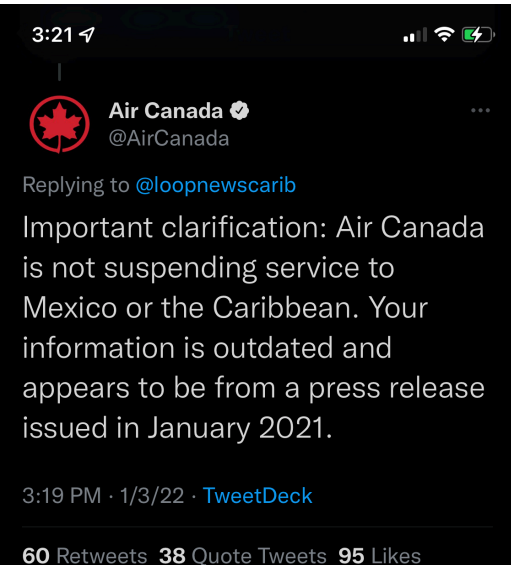 3:21
Air Canada
@AirCanada
Replying to @loopnewscarib
Important clarification: Air Canada
is not suspending service to
Mexico or the Caribbean. Your
information is outdated and
appears to be from a press release
issued in January 2021.
3:19 PM · 1/3/22 · TweetDeck
60 Retweets 38 Quote Tweets 95 Likes